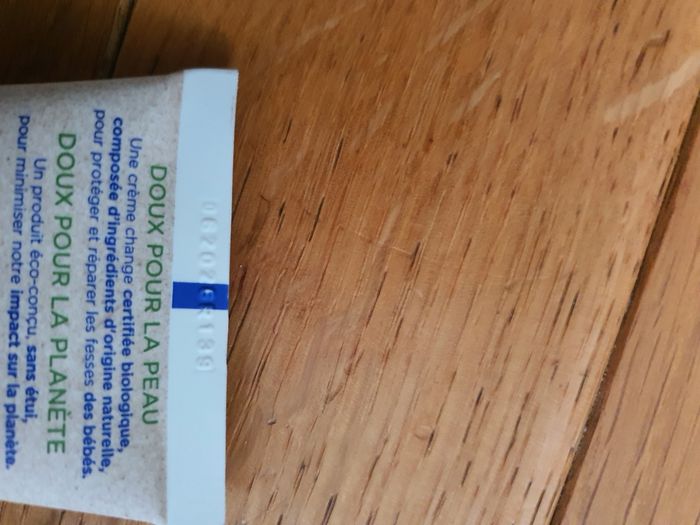 DOUX POUR LA PEAU
Une crème change certifiée biologique,
composée d'ingrédients d'origine naturelle,
pour protéger et réparer les fesses des bébés.
DOUX POUR LA PLANÈTE
Un produit éco-conçu, sans étui,
pour minimiser notre impact sur la planète.